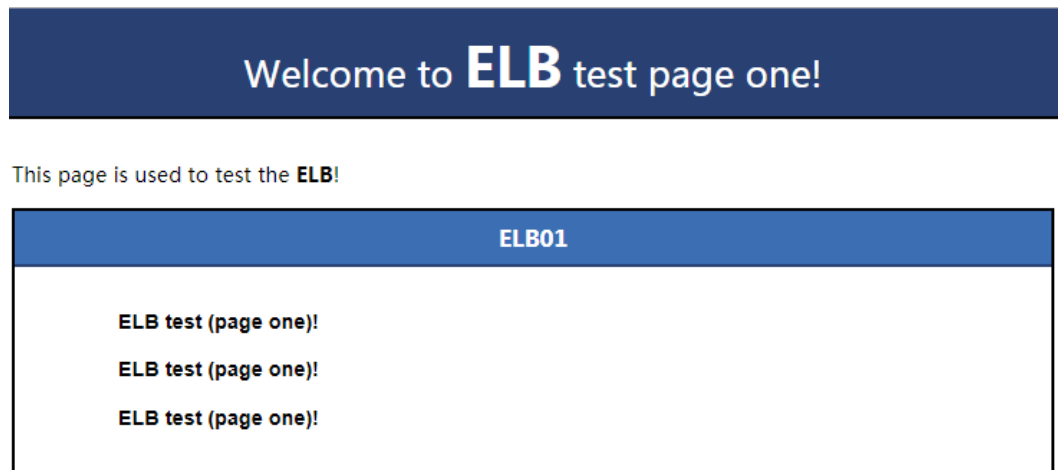 Welcome to ELB test page one!
This page is used to test the ELB!
ELB01
ELB test (page one)!
ELB test (page one)!
ELB test (page one)!